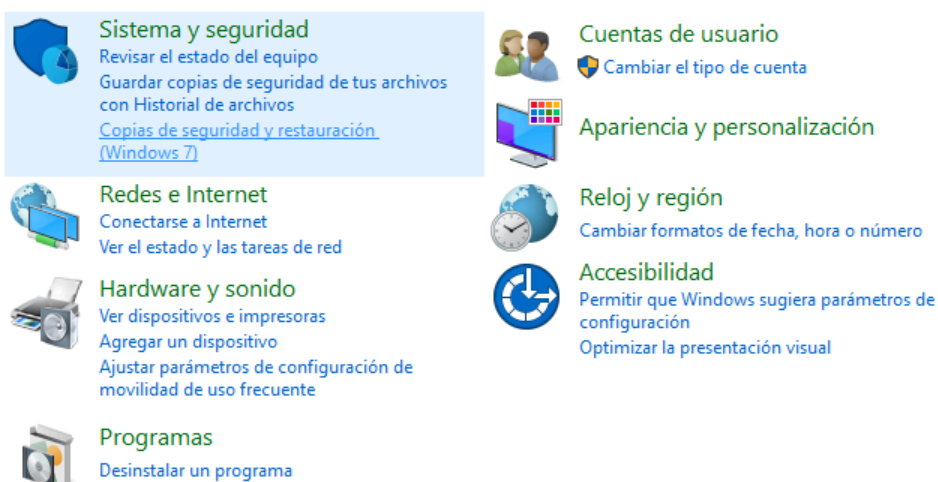 Sistema y seguridad
Revisar el estado del equipo
Guardar copias de seguridad de tus archivos
con Historial de archivos
Copias de seguridad y restauración
(Windows 7)
Redes e Internet
Conectarse a Internet
Ver el estado y las tareas de red
Hardware y sonido
Ver dispositivos e impresoras
Agregar un dispositivo
Ajustar parámetros de configuración de
movilidad de uso frecuente
Programas
Desinstalar un programa
Cuentas de usuario
Cambiar el tipo de cuenta
Apariencia y personalización
Reloj y región
Cambiar formatos de fecha, hora o número
Accesibilidad
Permitir que Windows sugiera parámetros de
configuración
Optimizar la presentación visual